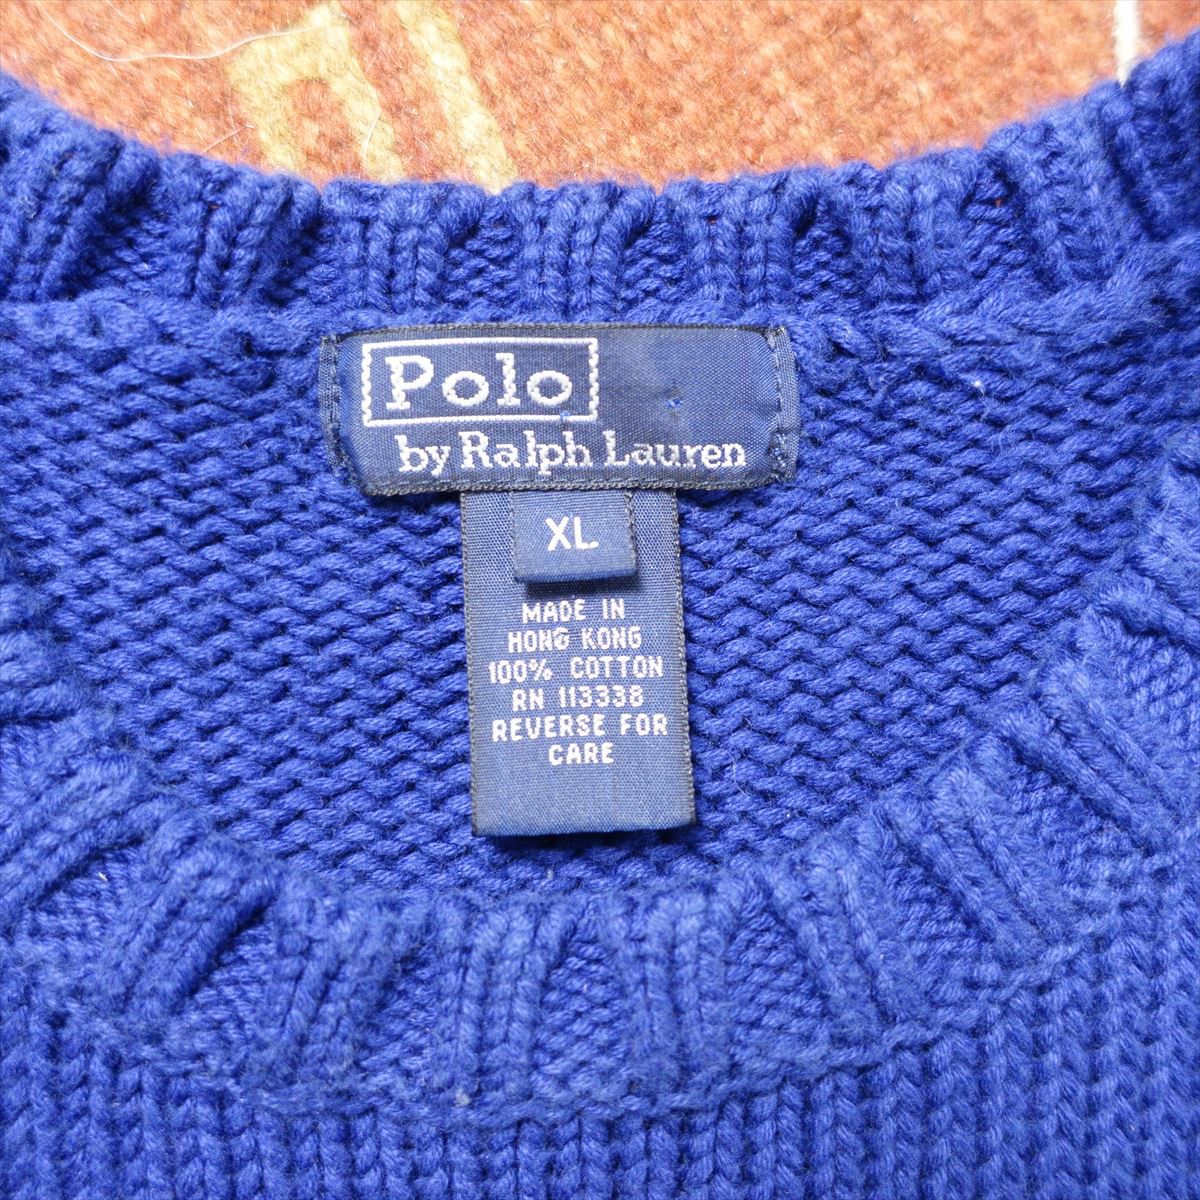 Polo
by Ralph Lauren
XL
MADE IN
HONG KONG
100% COTTON
RN 113338
REVERSE FOR
CARE